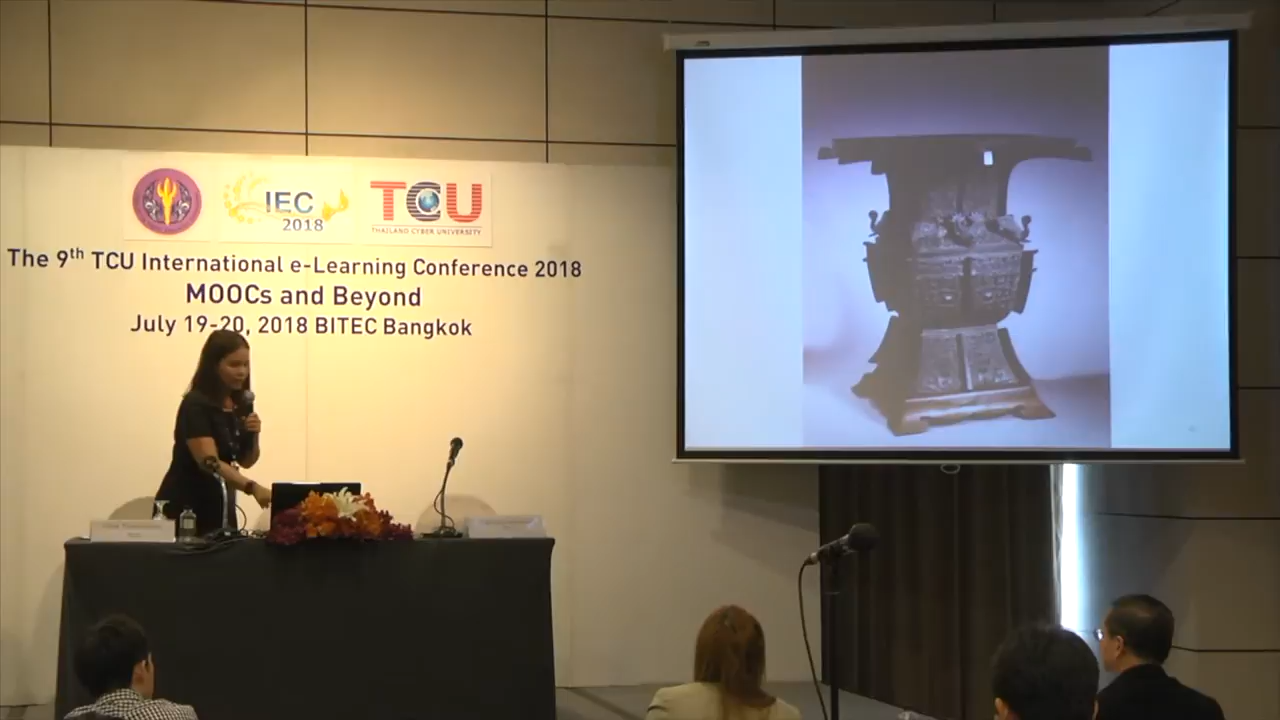 IEC
2018
TCU
THAILAND CYBER UNIVERSITY
The 9th TCU International e-Learning Conference 2018
MOOCs and Beyond
July 19-20, 2018 BITEC Bangkok